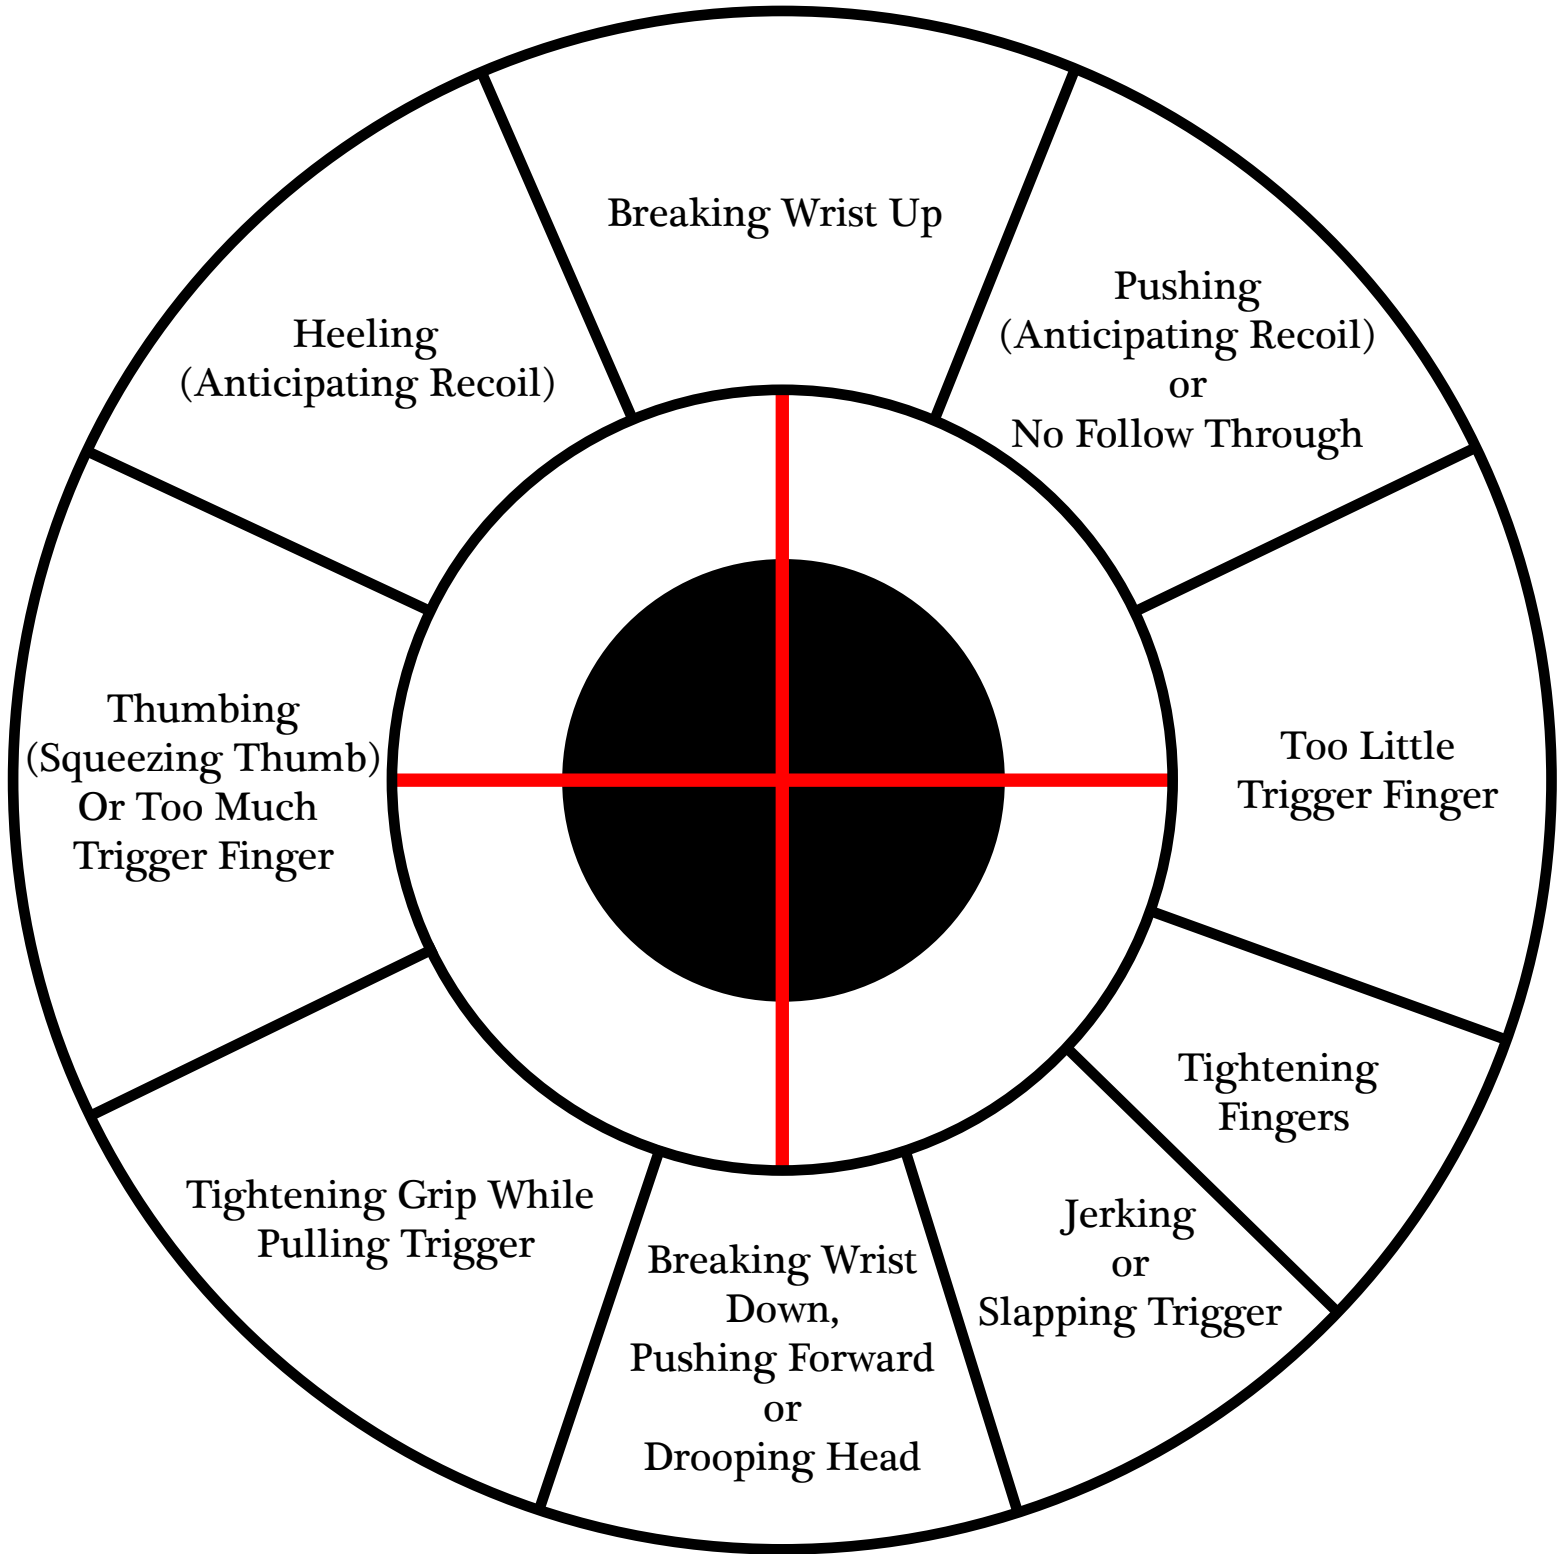 Breaking Wrist Up
Pushing
(Anticipating Recoil)
or
No Follow Through
Heeling
(Anticipating Recoil)
Thumbing
(Squeezing Thumb)
Or Too Much
Trigger Finger
Too Little
Trigger Finger
Tightening
Fingers
Jerking
or
Slapping Trigger
Tightening Grip While
Pulling Trigger
Breaking Wrist
Down,
Pushing Forward
or
Drooping Head